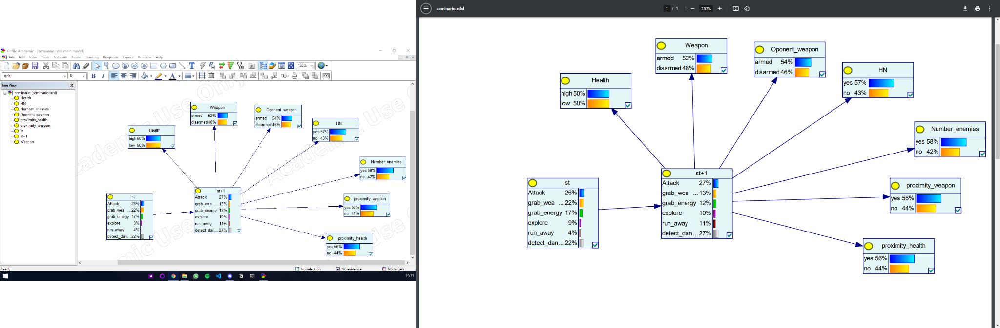 GeNIe Academic - [seminario.xdsl: main model]
File Edit View Tools Network Node Learning Diagnosis Layout Window Help
120%
Arial 8 B I A
Tree View
seminario (seminario.xdsl)
Health
HN
Number_enemies
Oponent_weapon
proximity_health
proximity_weapon
st
st+1
Weapon
Academic Use Only
Weapon
armed 52%
disarmed 48%
Oponent_weapon
armed 54%
disarmed 46%
HN
yes 57%
no 43%
Health
high 50%
low 50%
Number_enemies
yes 58%
no 42%
st
Attack 26%
grab_wea ... 22%
grab_energy 17%
explore 9%
run_away 4%
detect_dan... 22%
st+1
Attack 27%
grab_wea ... 13%
grab_energy 12%
explore 10%
run_away 11%
detect_dan... 27%
proximity_weapon
yes 56%
no 44%
proximity_health
yes 56%
no 44%
Ready No selection No evidence No targets
19:33
seminario.xdsl 1 / 1 237%
Weapon
armed 52%
disarmed 48%
Oponent_weapon
armed 54%
disarmed 46%
HN
yes 57%
no 43%
Health
high 50%
low 50%
Number_enemies
yes 58%
no 42%
st
Attack 26%
grab_wea ... 22%
grab_energy 17%
explore 9%
run_away 4%
detect_dan ... 22%
st+1
Attack 27%
grab_wea ... 13%
grab_energy 12%
explore 10%
run_away 11%
detect_dan ... 27%
proximity_weapon
yes 56%
no 44%
proximity_health
yes 56%
no 44%